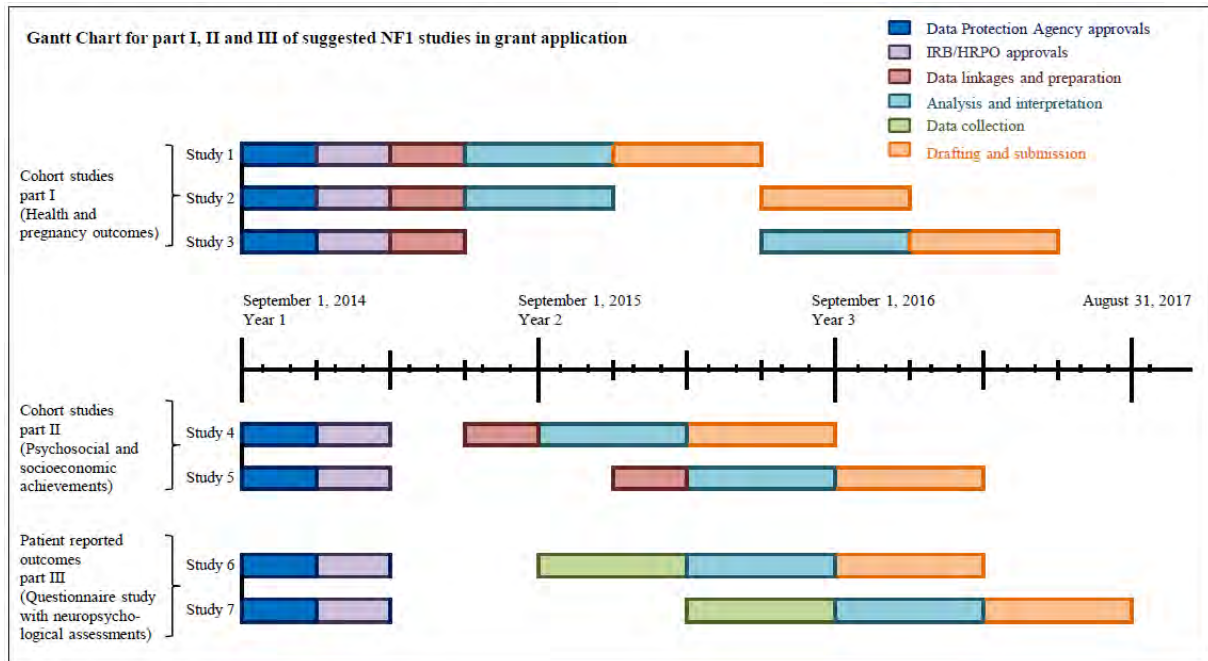 Gantt Chart for part I, II and III of suggested NF1 studies in grant application
Data Protection Agency approvals
IRB/HRPO approvals
Data linkages and preparation
Analysis and interpretation
Data collection
Drafting and submission
Cohort studies
part I
(Health and
pregnancy outcomes)
Study 1
Study 2
Study 3
September 1, 2014
Year 1
September 1, 2015
Year 2
September 1, 2016
Year 3
August 31, 2017
Cohort studies
part II
(Psychosocial and
socioeconomic
achievements)
Study 4
Study 5
Patient reported
outcomes
part III
(Questionnaire study
with neuropsycho-
logical assessments)
Study 6
Study 7